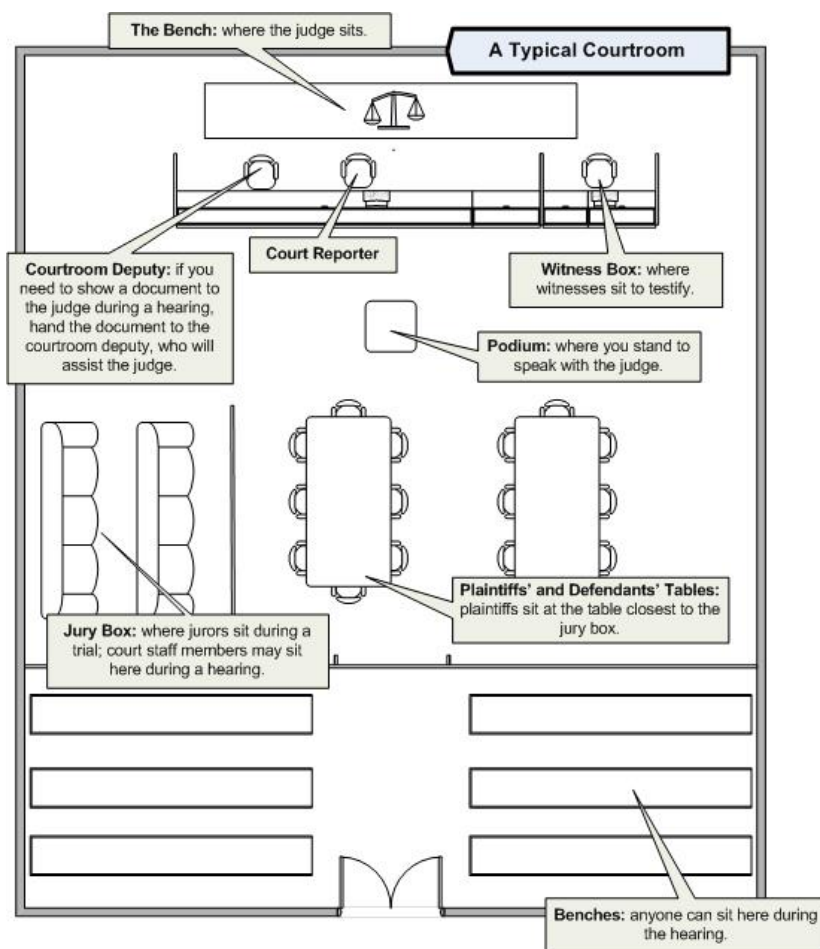 The Bench: where the judge sits.
A Typical Courtroom
Courtroom Deputy: if you
need to show a document to
the judge during a hearing,
hand the document to the
courtroom deputy, who will
assist the judge.
Court Reporter
Witness Box: where
witnesses sit to testify.
Podium: where you stand to
speak with the judge.
Plaintiffs' and Defendants' Tables:
plaintiffs sit at the table closest to the
jury box.
Jury Box: where jurors sit during a
trial; court staff members may sit
here during a hearing.
Benches: anyone can sit here during
the hearing.